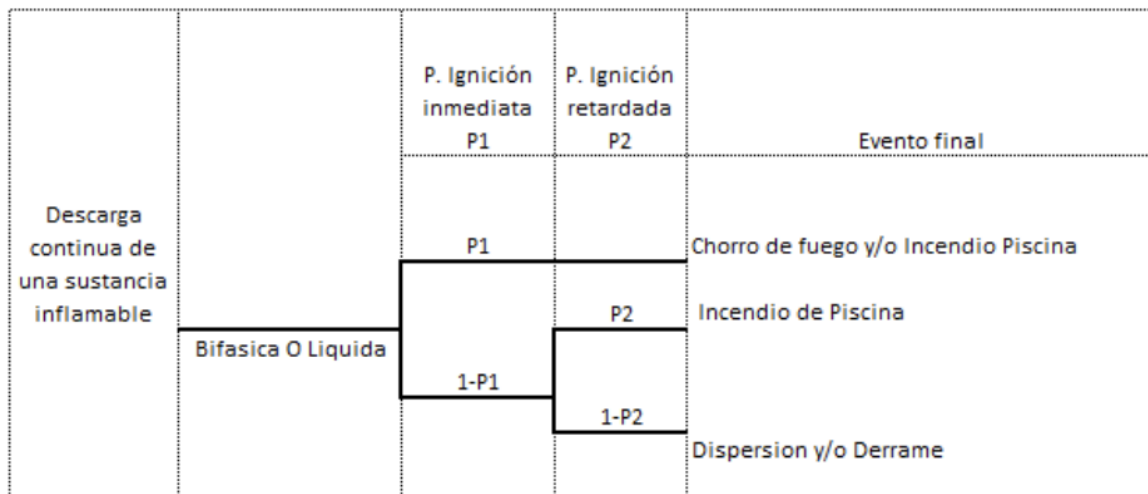 P. Ignición
inmediata
P1
P. Ignición
retardada
P2
Evento final
Descarga
continua de
una sustancia
inflamable
Bifasica O Liquida
P1
Chorro de fuego y/o Incendio Piscina
P2
Incendio de Piscina
1-P1
1-P2
Dispersion y/o Derrame